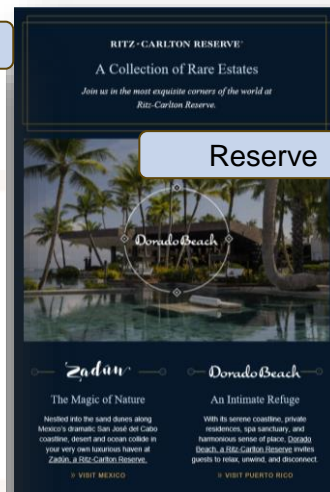 RITZ-CARLTON RESERVE
A Collection of Rare Estates
Join us in the most exquisite corners of the world at
Ritz-Carlton Reserve.
Reserve
Dorado Beach
Zadún
The Magic of Nature
Nestled into the sand dunes along
Mexico's dramatic San José del Cabo
coastline, desert and ocean collide in
your very own luxurious haven at
Zadún, a Ritz-Carlton Reserve.
» VISIT MEXICO
Dorado Beach
An Intimate Refuge
With its serene coastline, private
residences, spa sanctuary, and
harmonious sense of place, Dorado
Beach, a Ritz-Carlton Reserve invites
guests to relax, unwind, and disconnect.
» VISIT PUERTO RICO